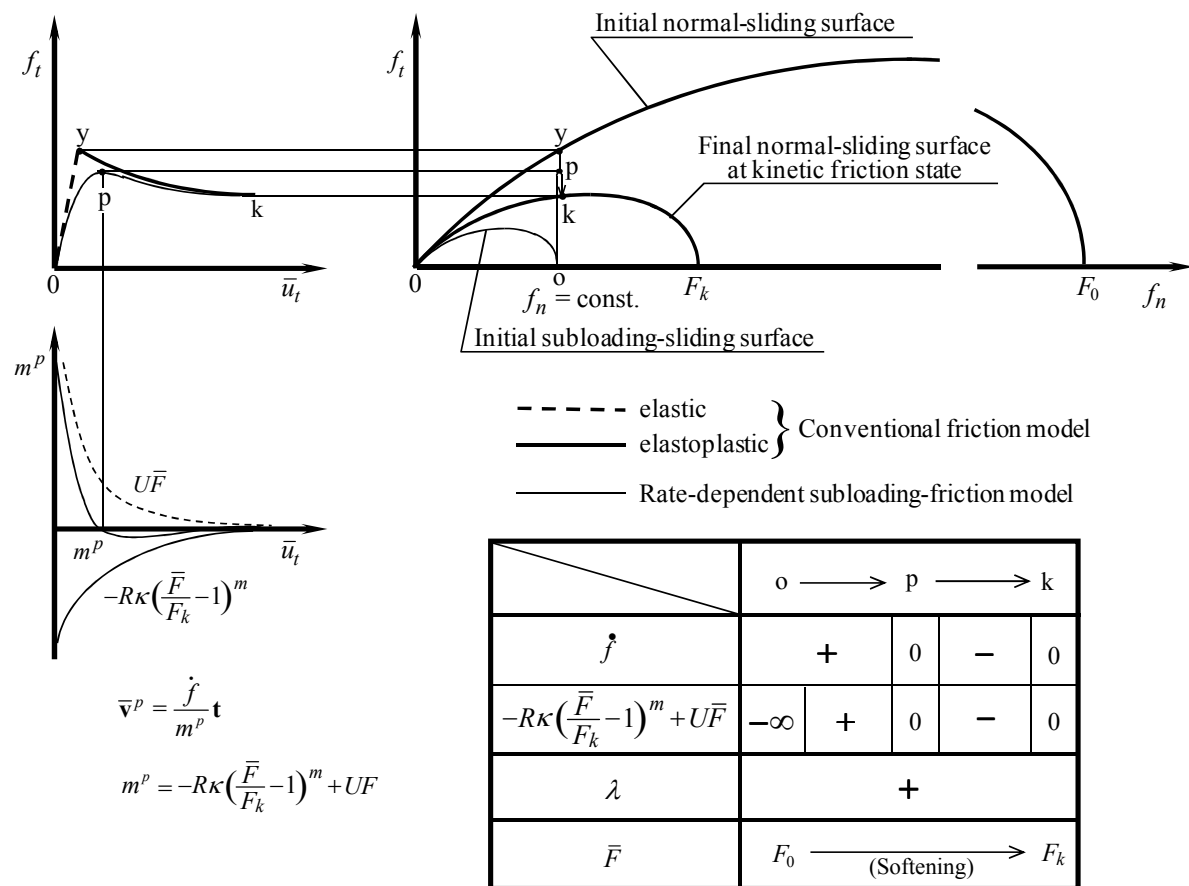 Initial normal-sliding surface
f_t
f_t
y
y
Final normal-sliding surface
at kinetic friction state
p
p
k
k
0
ū_t
0
o
F_k
F_0
f_n
f_n = const.
Initial subloading-sliding surface
m^p
UF̄
m^p
ū_t
−Rκ(F̄/F_k −1)^m
elastic
elastoplastic
} Conventional friction model
Rate-dependent subloading-friction model
v̄^p = ḟ/m^p t
m^p = −Rκ(F̄/F_k −1)^m + UF
o → p → k
ḟ + 0 − 0
−Rκ(F̄/F_k −1)^m + UF̄ −∞ + 0 − 0
λ +
F̄ F_0 → F_k
(Softening)